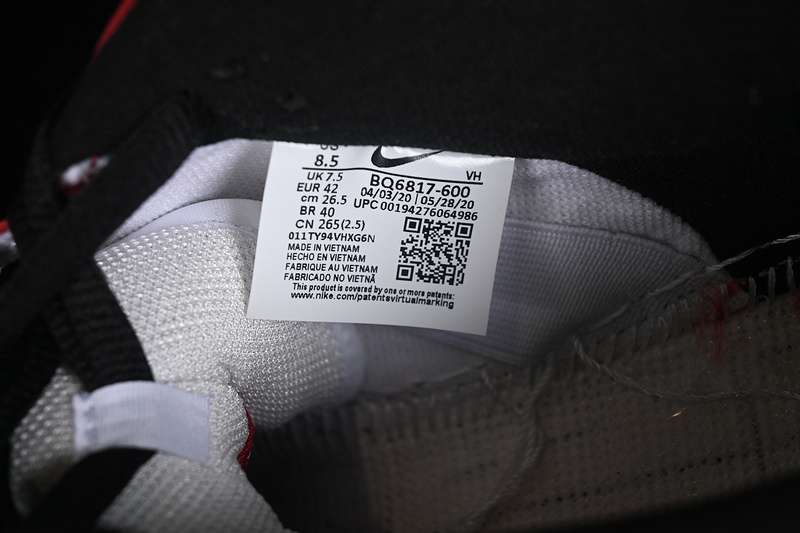 US
8.5
UK 7.5
EUR 42
cm 26.5
BR 40
CN 265(2.5)
011TY94VHXG6N
VH
BQ6817-600
04/03/20 | 05/28/20
UPC 00194276064986
MADE IN VIETNAM
HECHO EN VIETNAM
FABRIQUE AU VIETNAM
FABRICADO NO VIETNÃ
This product is covered by one or more patents:
www.nike.com/patentsvirtualmarking